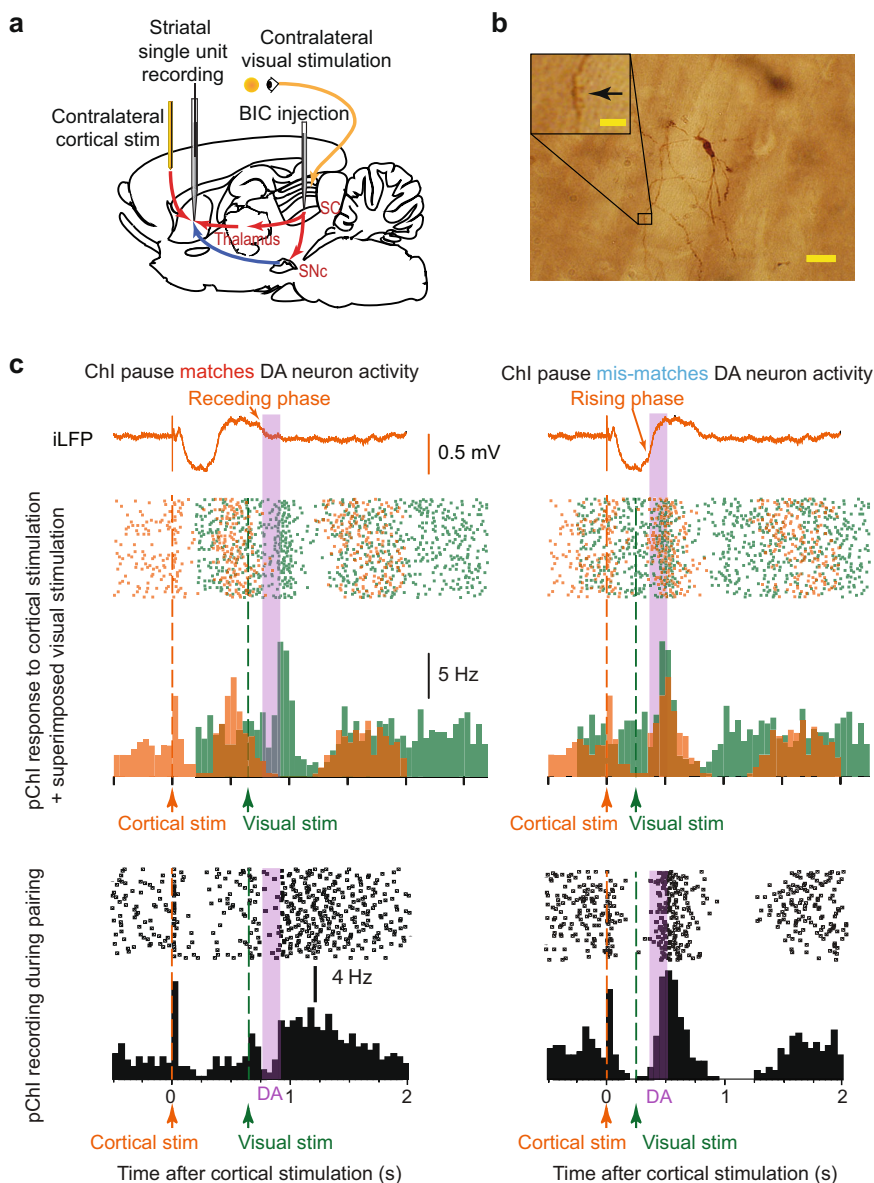 a
Striatal
single unit
recording
Contralateral
visual stimulation
Contralateral
cortical stim
BIC injection
SC
Thalamus
SNc
b
c
ChI pause matches DA neuron activity
Receding phase
iLFP
0.5 mV
pChI response to cortical stimulation
+ superimposed visual stimulation
5 Hz
Cortical stim
Visual stim
ChI pause mis-matches DA neuron activity
Rising phase
Cortical stim
Visual stim
pChI recording during pairing
4 Hz
0
DA
1
2
Cortical stim
Visual stim
Time after cortical stimulation (s)
0
DA
1
2
Cortical stim
Visual stim
Time after cortical stimulation (s)